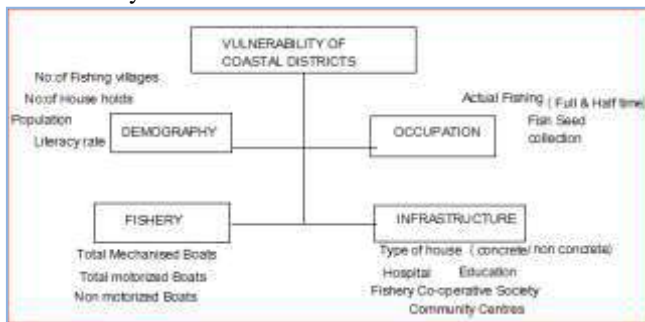 VULNERABILITY OF
COASTAL DISTRICTS
No:of Fishing villages
No:of House holds
Population
Literacy rate
DEMOGRAPHY
Actual Fishing ( Full & Half time)
Fish Seed
collection
OCCUPATION
FISHERY
Total Mechanised Boats
Total motorized Boats
Non motorized Boats
INFRASTRUCTURE
Type of house ( concrete/ non concrete)
Hospital Education
Fishery Co-operative Society
Community Centres